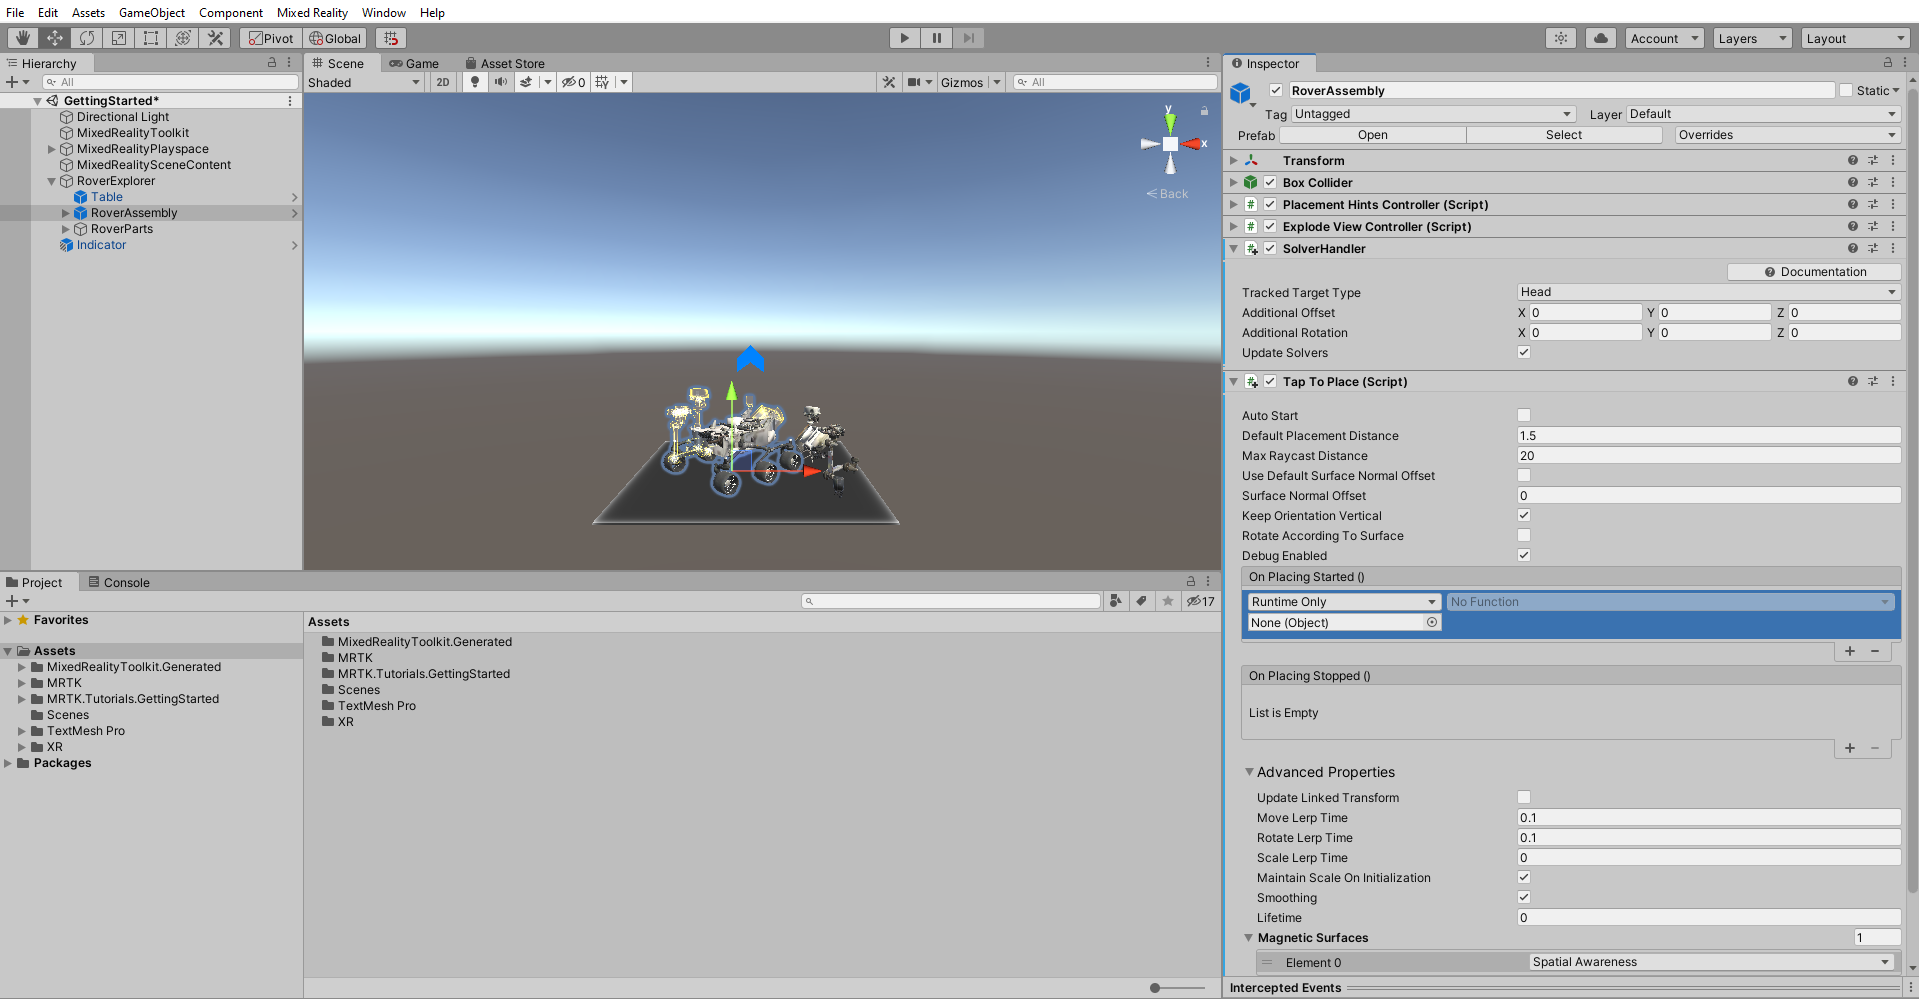 File Edit Assets GameObject Component Mixed Reality Window Help
Pivot Global Account Layers Layout
Hierarchy
All
GettingStarted*
Directional Light
MixedRealityToolkit
MixedRealityPlayspace
MixedRealitySceneContent
RoverExplorer
Table
RoverAssembly
RoverParts
Indicator
Scene Game Asset Store
Shaded 2D 0 Gizmos All
y
x
Back
Project Console
17
Favorites
Assets
MixedRealityToolkit.Generated
MRTK
MRTK.Tutorials.GettingStarted
Scenes
TextMesh Pro
XR
Packages
Assets
MixedRealityToolkit.Generated
MRTK
MRTK.Tutorials.GettingStarted
Scenes
TextMesh Pro
XR
Inspector
RoverAssembly Static
Tag Untagged Layer Default
Prefab Open Select Overrides
Transform
Box Collider
Placement Hints Controller (Script)
Explode View Controller (Script)
SolverHandler
Documentation
Tracked Target Type Head
Additional Offset X 0 Y 0 Z 0
Additional Rotation X 0 Y 0 Z 0
Update Solvers
Tap To Place (Script)
Auto Start
Default Placement Distance 1.5
Max Raycast Distance 20
Use Default Surface Normal Offset
Surface Normal Offset 0
Keep Orientation Vertical
Rotate According To Surface
Debug Enabled
On Placing Started ()
Runtime Only No Function
None (Object)
On Placing Stopped ()
List is Empty
Advanced Properties
Update Linked Transform
Move Lerp Time 0.1
Rotate Lerp Time 0.1
Scale Lerp Time 0
Maintain Scale On Initialization
Smoothing
Lifetime 0
Magnetic Surfaces 1
Element 0 Spatial Awareness
Intercepted Events